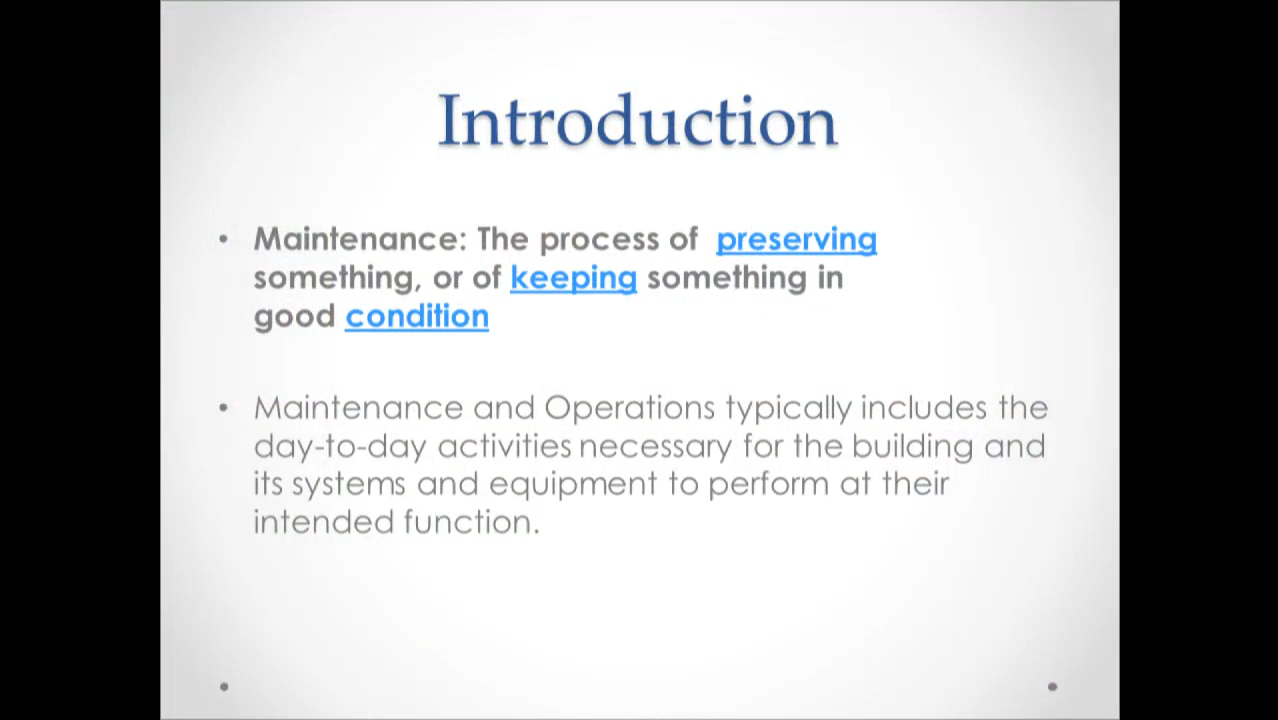 Introduction
• Maintenance: The process of preserving
something, or of keeping something in
good condition
• Maintenance and Operations typically includes the
day-to-day activities necessary for the building and
its systems and equipment to perform at their
intended function.